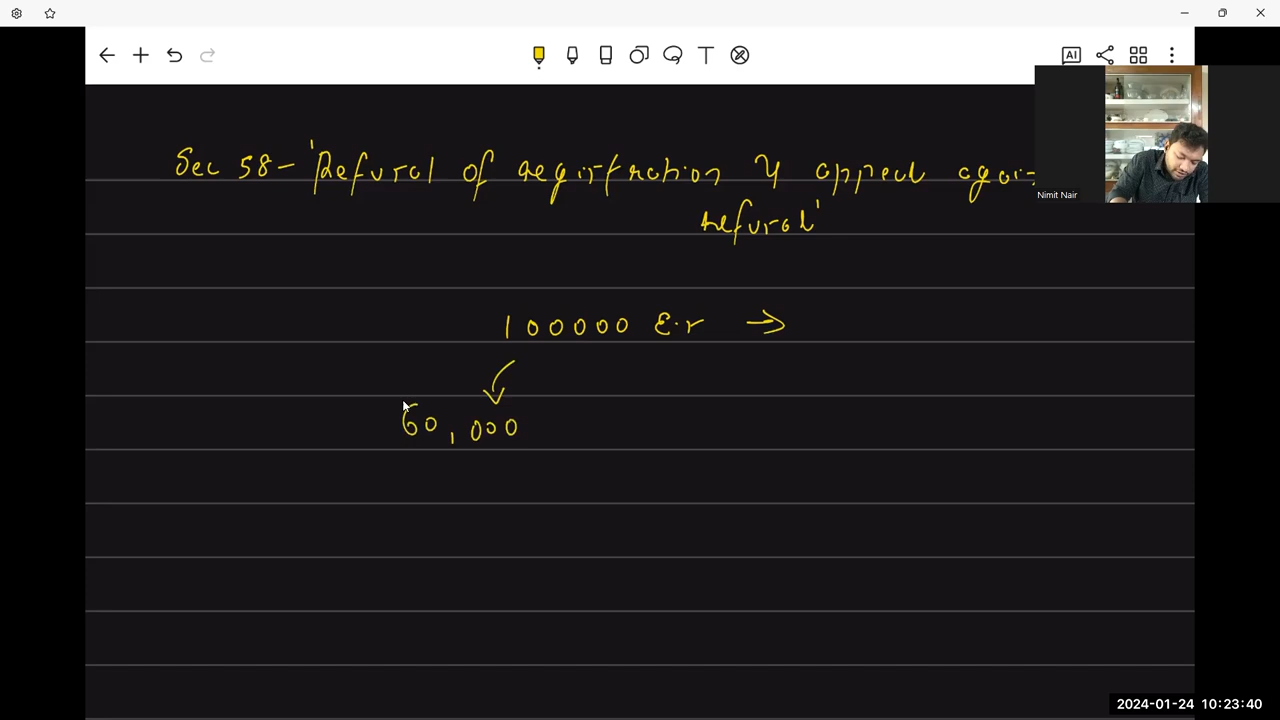 Sec 58 - 'Refusal of registration & appeal agai
refusal'
100000 E.r →
60,000
Nimit Nair
AI
T
2024-01-24 10:23:40